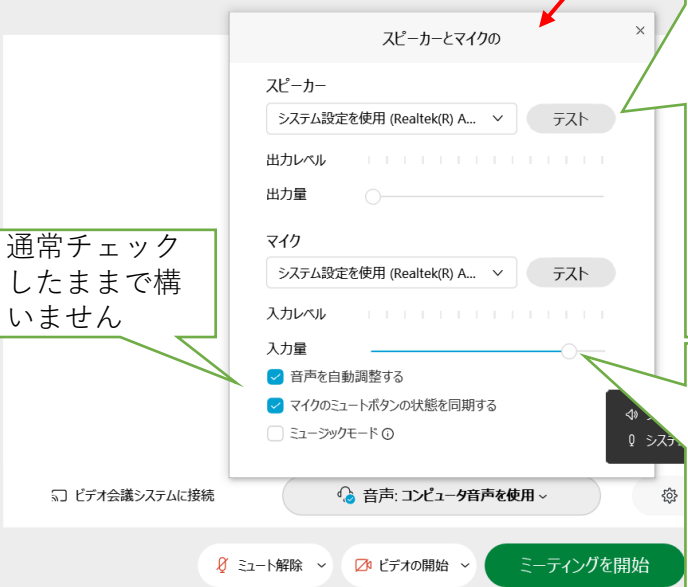 スピーカーとマイクの
スピーカー
システム設定を使用 (Realtek(R) A...
テスト
出力レベル
出力量
マイク
システム設定を使用 (Realtek(R) A...
テスト
入力レベル
入力量
音声を自動調整する
マイクのミュートボタンの状態を同期する
ミュージックモード
通常チェック
したままで構
いません
システ
ビデオ会議システムに接続
音声: コンピュータ音声を使用
ミュート解除
ビデオの開始
ミーティングを開始